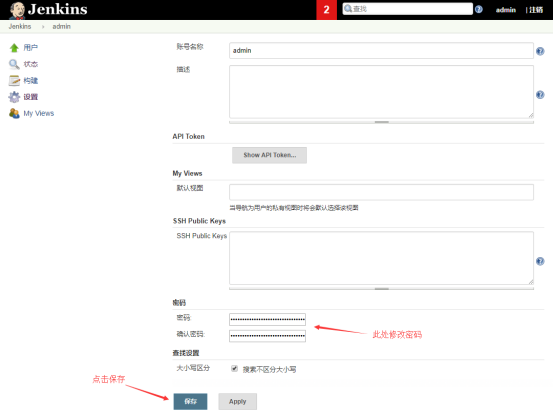 Jenkins 2 查找 admin | 注销
Jenkins › admin
用户
状态
构建
设置
My Views
账号名称 admin
描述
API Token
Show API Token...
My Views
默认视图
当导航为用户的私有视图时将会默认选择该视图
SSH Public Keys
SSH Public Keys
密码
密码:
此处修改密码
确认密码:
查找设置
大小写区分 搜索不区分大小写
点击保存
保存 Apply